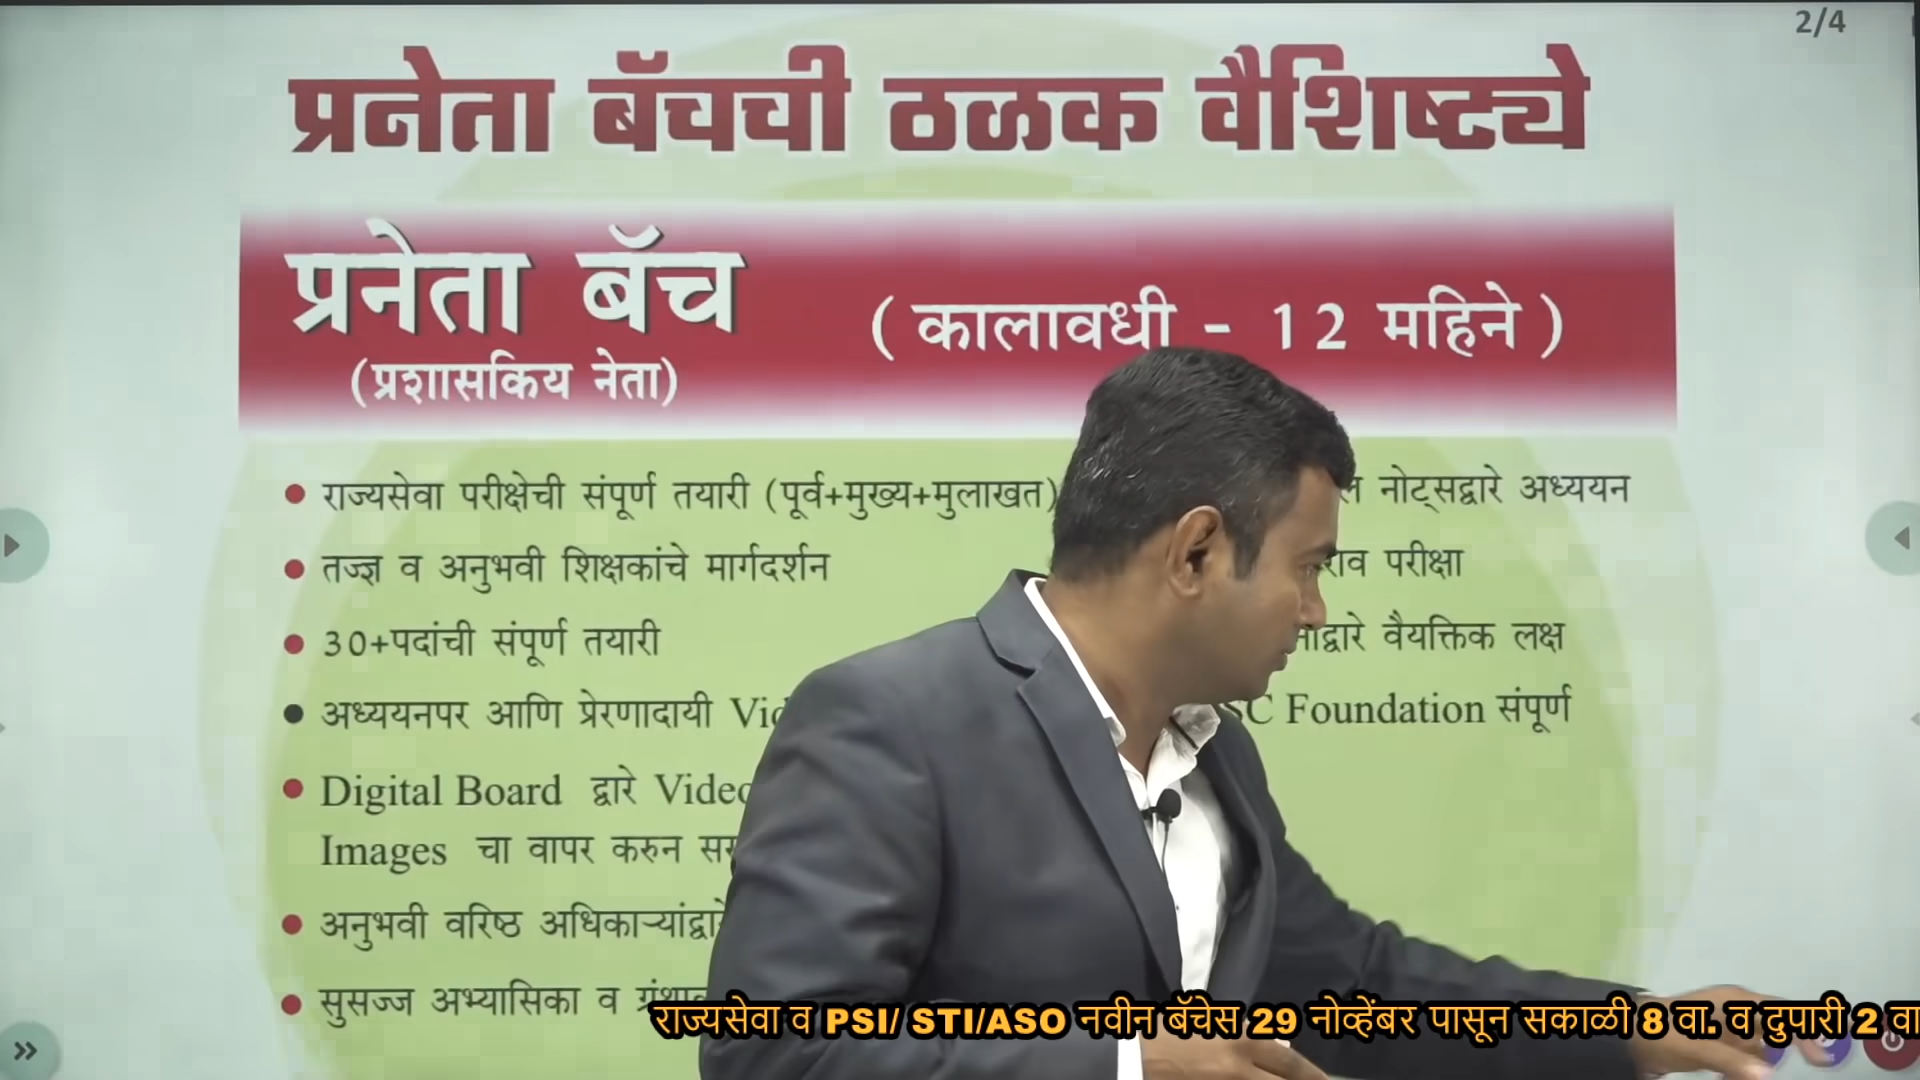 2/4
प्रनेता बॅचची ठळक वैशिष्ट्ये
प्रनेता बॅच
(प्रशासकिय नेता)
( कालावधी - 12 महिने )
राज्यसेवा परीक्षेची संपूर्ण तयारी (पूर्व+मुख्य+मुलाखत)
तज्ज्ञ व अनुभवी शिक्षकांचे मार्गदर्शन
30+पदांची संपूर्ण तयारी
अध्ययनपर आणि प्रेरणादायी
Digital Board द्वारे
Images चा वापर करुन
अनुभवी वरिष्ठ अधिकाऱ्यांद्वारे
सुसज्ज अभ्यासिका व
नोट्सद्वारे अध्ययन
परीक्षा
वैयक्तिक लक्ष
Foundation संपूर्ण
राज्यसेवा व PSI/ STI/ASO नवीन बॅचेस 29 नोव्हेंबर पासून सकाळी 8 वा. व दुपारी 2 वा